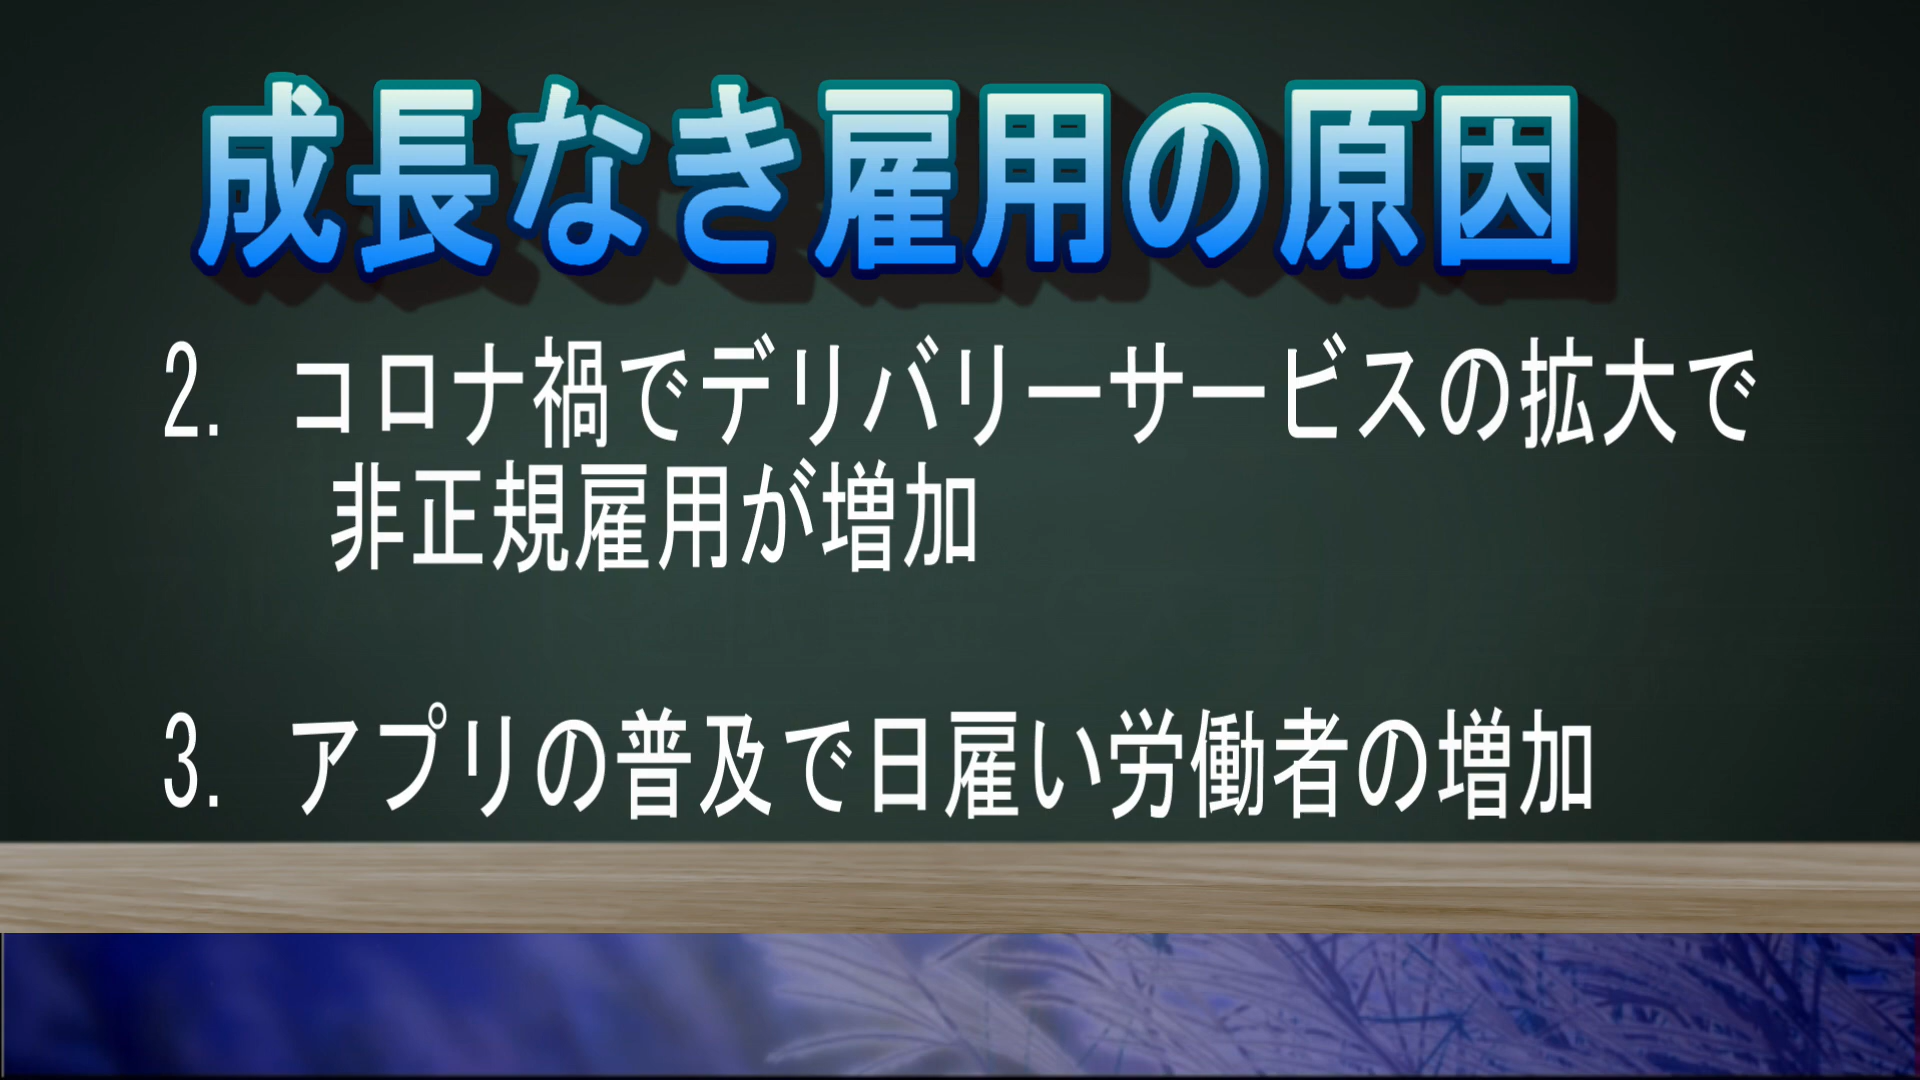 成長なき雇用の原因
2. コロナ禍でデリバリーサービスの拡大で
非正規雇用が増加
3. アプリの普及で日雇い労働者の増加